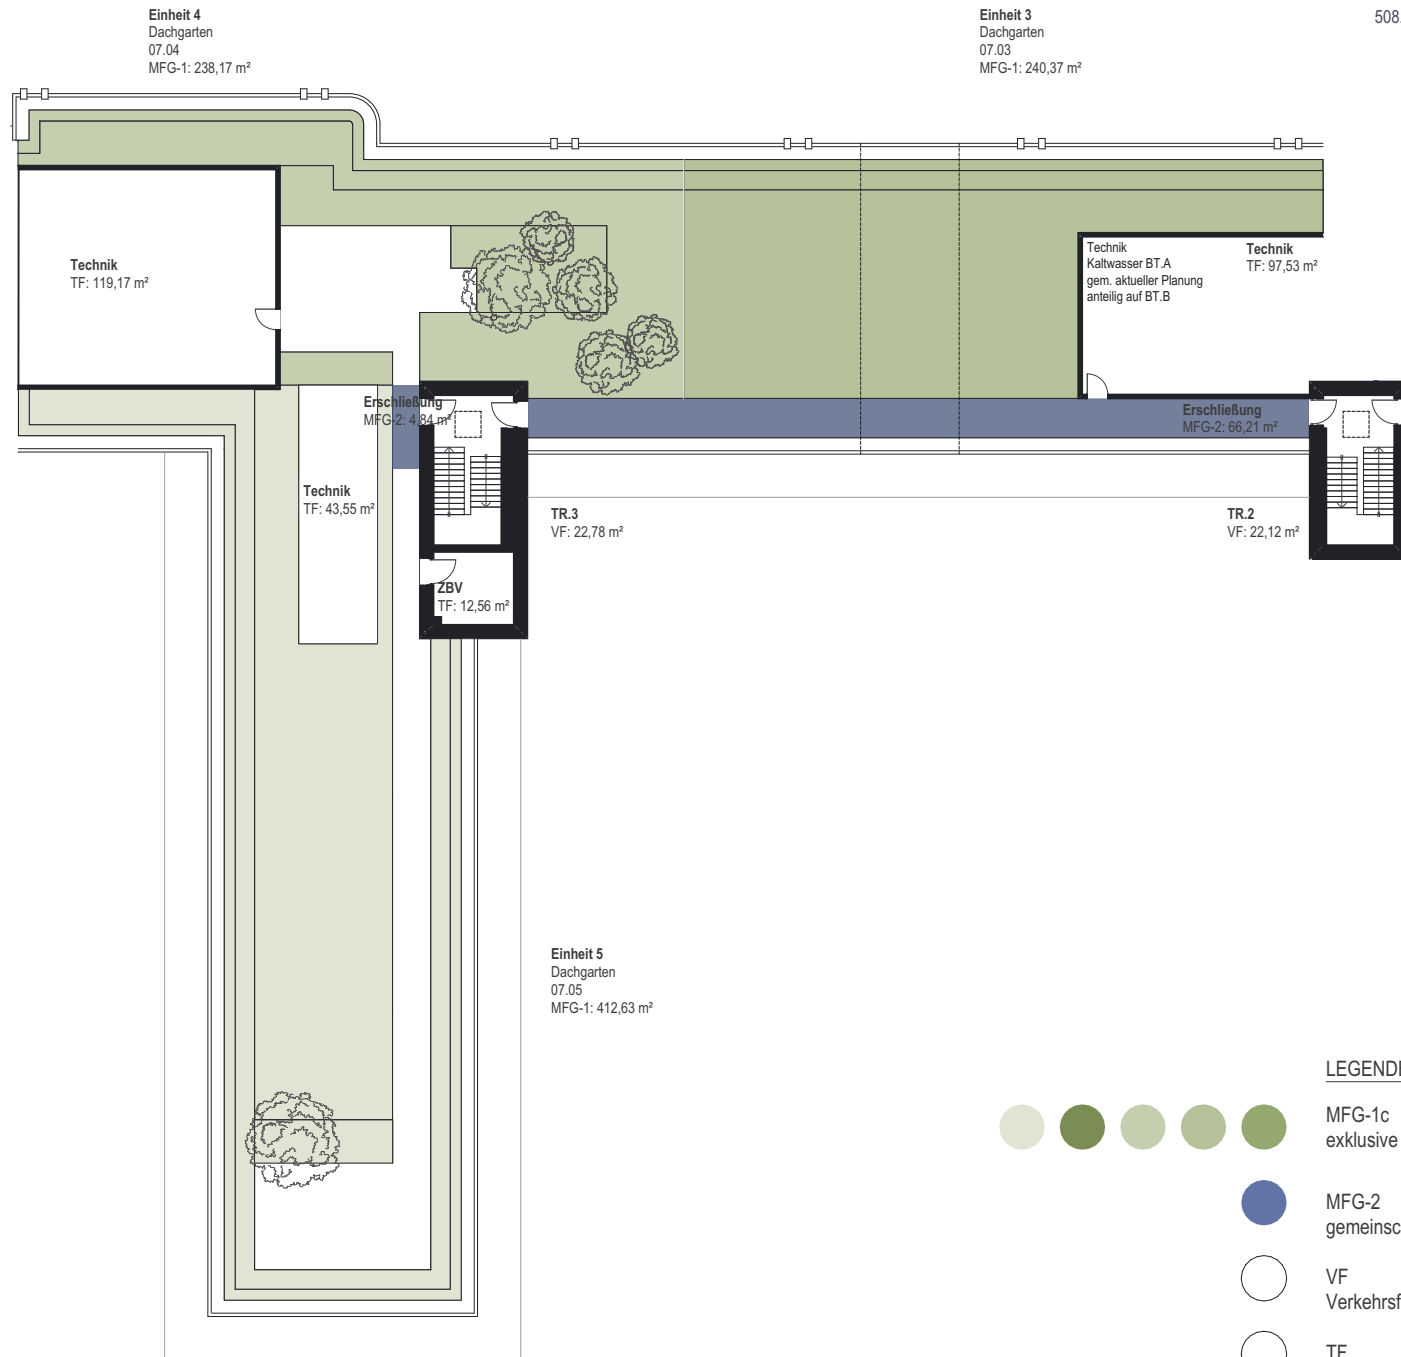 Einheit 4
Dachgarten
07.04
MFG-1: 238,17 m²
Einheit 3
Dachgarten
07.03
MFG-1: 240,37 m²
508.
Technik
TF: 119,17 m²
Technik
Kaltwasser BT.A
gem. aktueller Planung
anteilig auf BT.B
Technik
TF: 97,53 m²
Erschließung
MFG-2: 4,84 m²
Erschließung
MFG-2: 66,21 m²
Technik
TF: 43,55 m²
TR.3
VF: 22,78 m²
TR.2
VF: 22,12 m²
ZBV
TF: 12,56 m²
Einheit 5
Dachgarten
07.05
MFG-1: 412,63 m²
LEGENDE
MFG-1c
exklusive
MFG-2
gemeinsc
VF
Verkehrsf
TF